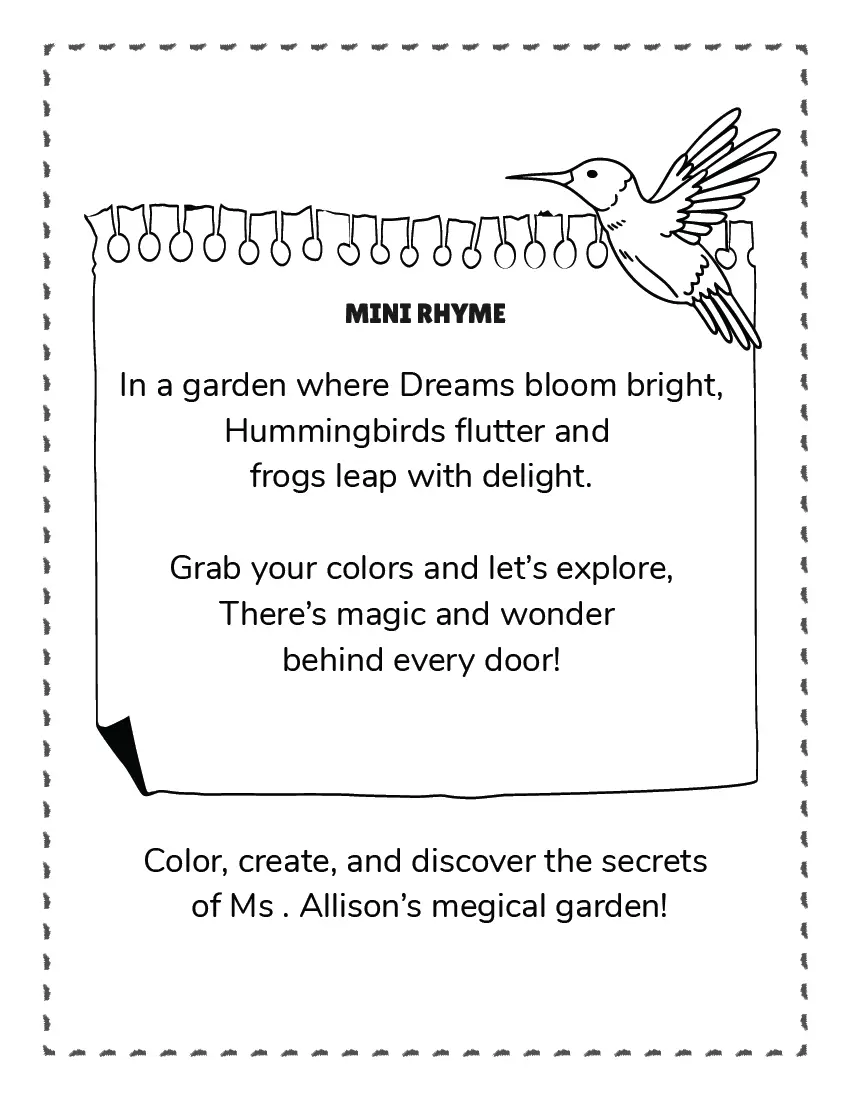 MINI RHYME
In a garden where Dreams bloom bright,
Hummingbirds flutter and
frogs leap with delight.
Grab your colors and let’s explore,
There’s magic and wonder
behind every door!
Color, create, and discover the secrets
of Ms . Allison’s megical garden!